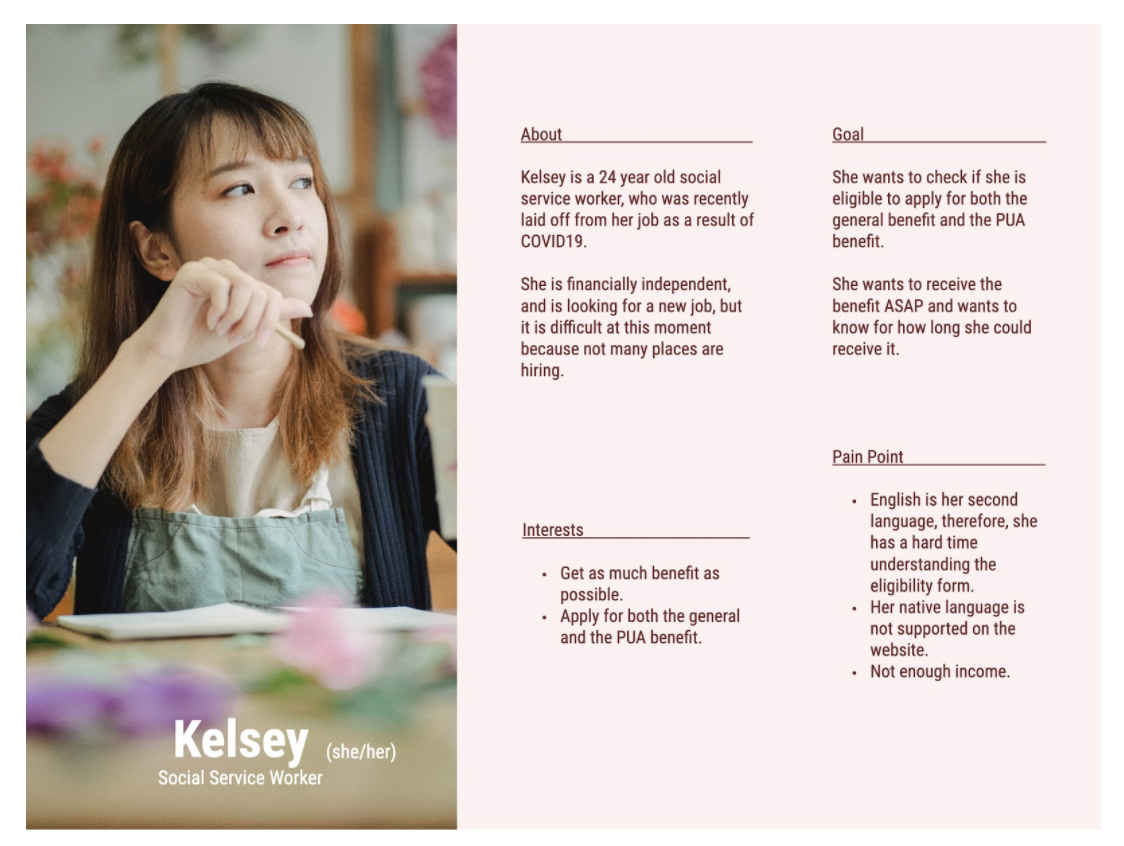 Kelsey (she/her)
Social Service Worker
About
Kelsey is a 24 year old social
service worker, who was recently
laid off from her job as a result of
COVID19.
She is financially independent,
and is looking for a new job, but
it is difficult at this moment
because not many places are
hiring.
Interests
• Get as much benefit as
possible.
• Apply for both the general
and the PUA benefit.
Goal
She wants to check if she is
eligible to apply for both the
general benefit and the PUA
benefit.
She wants to receive the
benefit ASAP and wants to
know for how long she could
receive it.
Pain Point
• English is her second
language, therefore, she
has a hard time
understanding the
eligibility form.
• Her native language is
not supported on the
website.
• Not enough income.